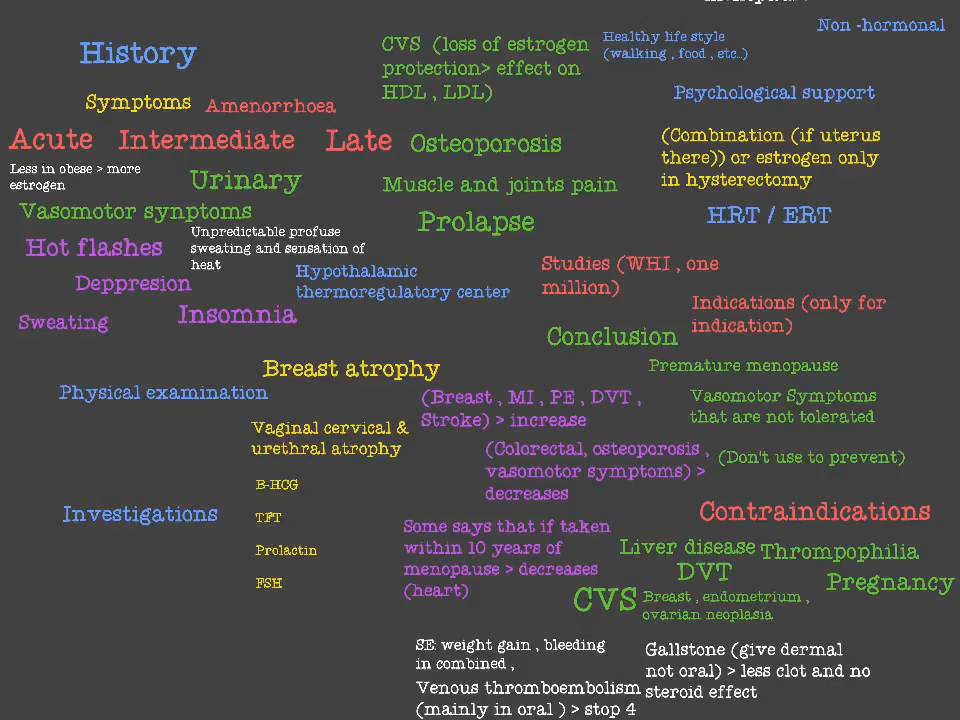 Non -hormonal
History
CVS (loss of estrogen
protection> effect on
HDL , LDL)
Healthy life style
(walking , food , etc...)
Psychological support
Symptoms
Amenorrhoea
Acute
Intermediate
Late
Osteoporosis
(Combination (if uterus
there)) or estrogen only
in hysterectomy
Less in obese > more
estrogen
Urinary
Muscle and joints pain
Vasomotor synptoms
Prolapse
HRT / ERT
Hot flashes
Unpredictable profuse
sweating and sensation of
heat
Hypothalamic
thermoregulatory center
Studies (WHI , one
million)
Deppresion
Indications (only for
indication)
Sweating
Insomnia
Conclusion
Breast atrophy
Premature menopause
Physical examination
(Breast , MI , PE , DVT ,
Stroke) > increase
Vasomotor Symptoms
that are not tolerated
Vaginal cervical &
urethral atrophy
(Colorectal, osteoporosis ,
vasomotor symptoms) >
decreases
(Don't use to prevent)
B-HCG
Investigations
TFT
Contraindications
Some says that if taken
within 10 years of
menopause > decreases
(heart)
Prolactin
Liver disease
Thrompophilia
DVT
FSH
Pregnancy
CVS
Breast , endometrium ,
ovarian neoplasia
SE: weight gain , bleeding
in combined ,
Venous thromboembolism
(mainly in oral ) > stop 4
Gallstone (give dermal
not oral) > less clot and no
steroid effect